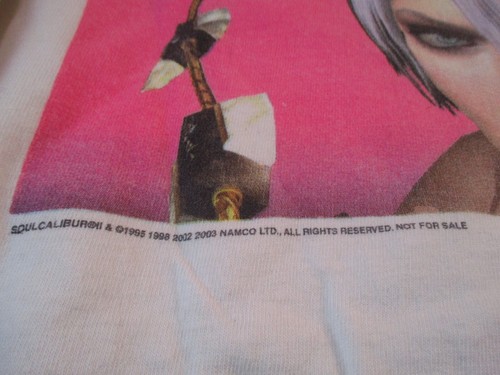 SOULCALIBUR®II & ©1995 1998 2002 2003 NAMCO LTD., ALL RIGHTS RESERVED. NOT FOR SALE